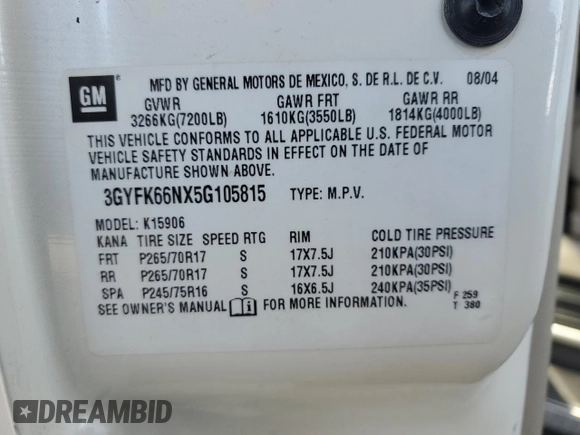 GM
®
MFD BY GENERAL MOTORS DE MEXICO, S. DE R.L. DE C.V. 08/04
GVWR GAWR FRT GAWR RR
3266KG(7200LB) 1610KG(3550LB) 1814KG(4000LB)
THIS VEHICLE CONFORMS TO ALL APPLICABLE U.S. FEDERAL MOTOR
VEHICLE SAFETY STANDARDS IN EFFECT ON THE DATE OF
MANUFACTURE SHOWN ABOVE.
3GYFK66NX5G105815 TYPE: M.P.V.
MODEL: K15906
KANA TIRE SIZE SPEED RTG RIM COLD TIRE PRESSURE
FRT P265/70R17 S 17X7.5J 210KPA(30PSI)
RR P265/70R17 S 17X7.5J 210KPA(30PSI)
SPA P245/75R16 S 16X6.5J 240KPA(35PSI) F 259
SEE OWNER'S MANUAL i FOR MORE INFORMATION. T 380
DREAMBID